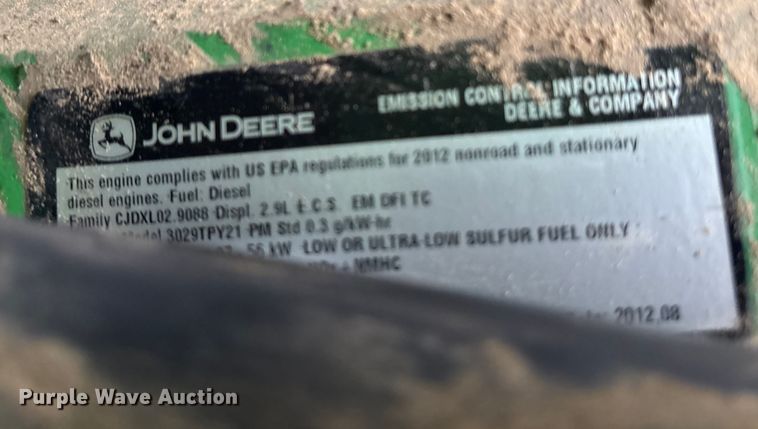 JOHN DEERE
EMISSION CONTROL INFORMATION
DEERE & COMPANY
This engine complies with US EPA regulations for 2012 nonroad and stationary
diesel engines. Fuel: Diesel
Family CJDXL02.9088 Displ. 2.9L E.C.S. EM DFI TC
Model 3029TPY21 PM Std 0.3 g/kW-hr
56 kW LOW OR ULTRA-LOW SULFUR FUEL ONLY
NMHC
2012.08
Purple Wave Auction